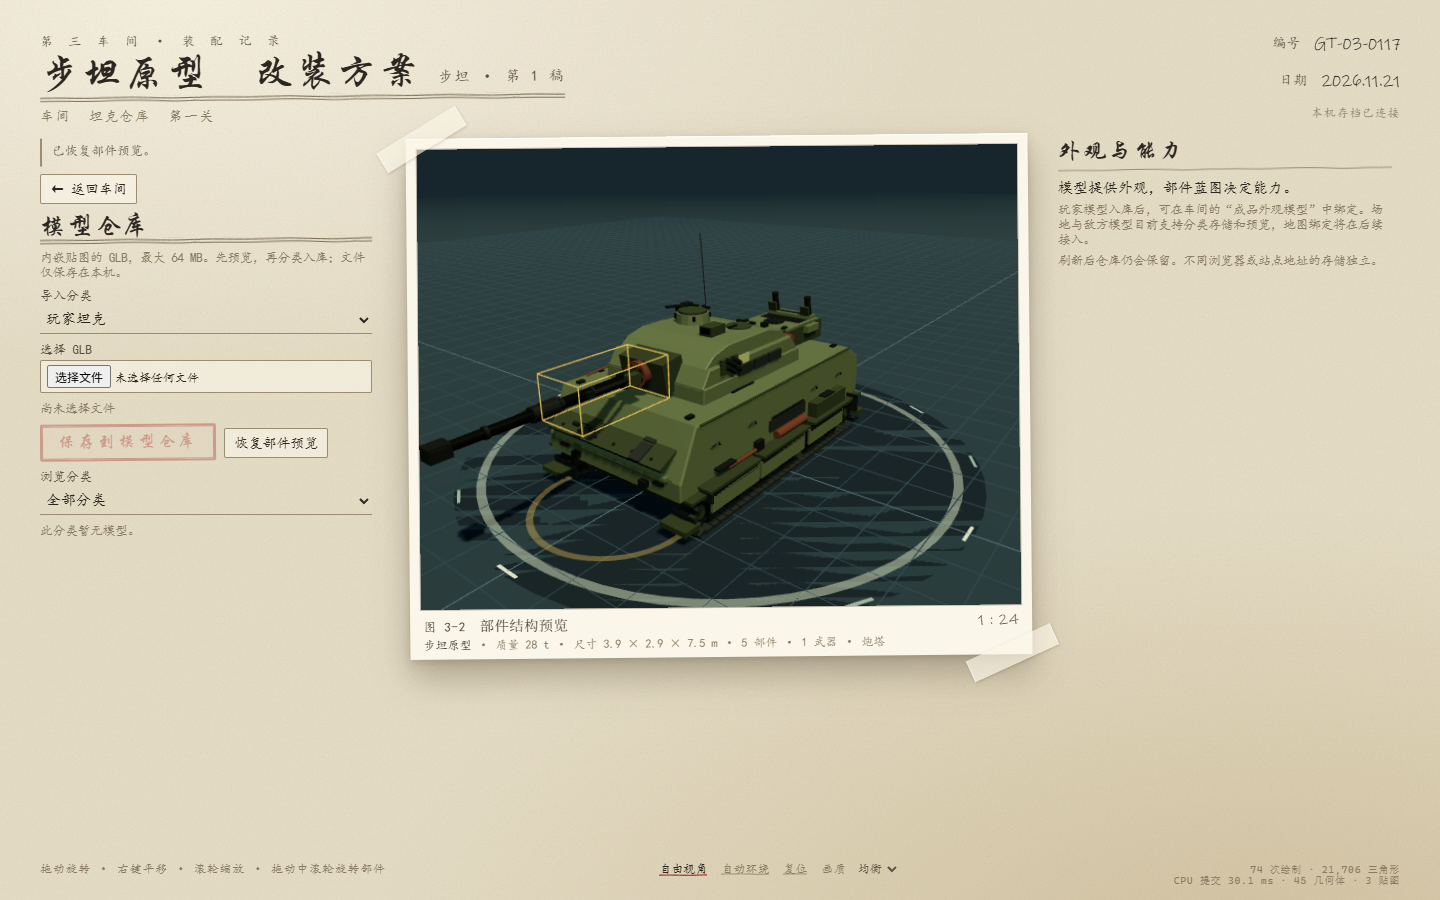 第三车间 · 装配记录
步坦原型 改装方案 步坦 · 第 1 稿
车间 坦克仓库 第一关
编号 GT-03-0117
日期 2026.11.21
本机存档已连接
已恢复部件预览。
← 返回车间
模型仓库
内嵌贴图的 GLB，最大 64 MB。先预览，再分类入库；文件
仅保存在本机。
导入分类
玩家坦克
选择 GLB
选择文件 未选择任何文件
尚未选择文件
保存到模型仓库 恢复部件预览
浏览分类
全部分类
此分类暂无模型。
图 3-2 部件结构预览 1:24
步坦原型 · 质量 28 t · 尺寸 3.9 × 2.9 × 7.5 m · 5 部件 · 1 武器 · 炮塔
外观与能力
模型提供外观，部件蓝图决定能力。
玩家模型入库后，可在车间的“成品外观模型”中绑定。场
地与敌方模型目前支持分类存储和预览，地图绑定将在后续
接入。
刷新后仓库仍会保留。不同浏览器或站点地址的存储独立。
拖动旋转 · 右键平移 · 滚轮缩放 · 拖动中滚轮旋转部件
自由视角 自动环绕 复位 画质 均衡
74 次绘制 · 21,706 三角形
CPU 提交 30.1 ms · 45 几何体 · 3 贴图